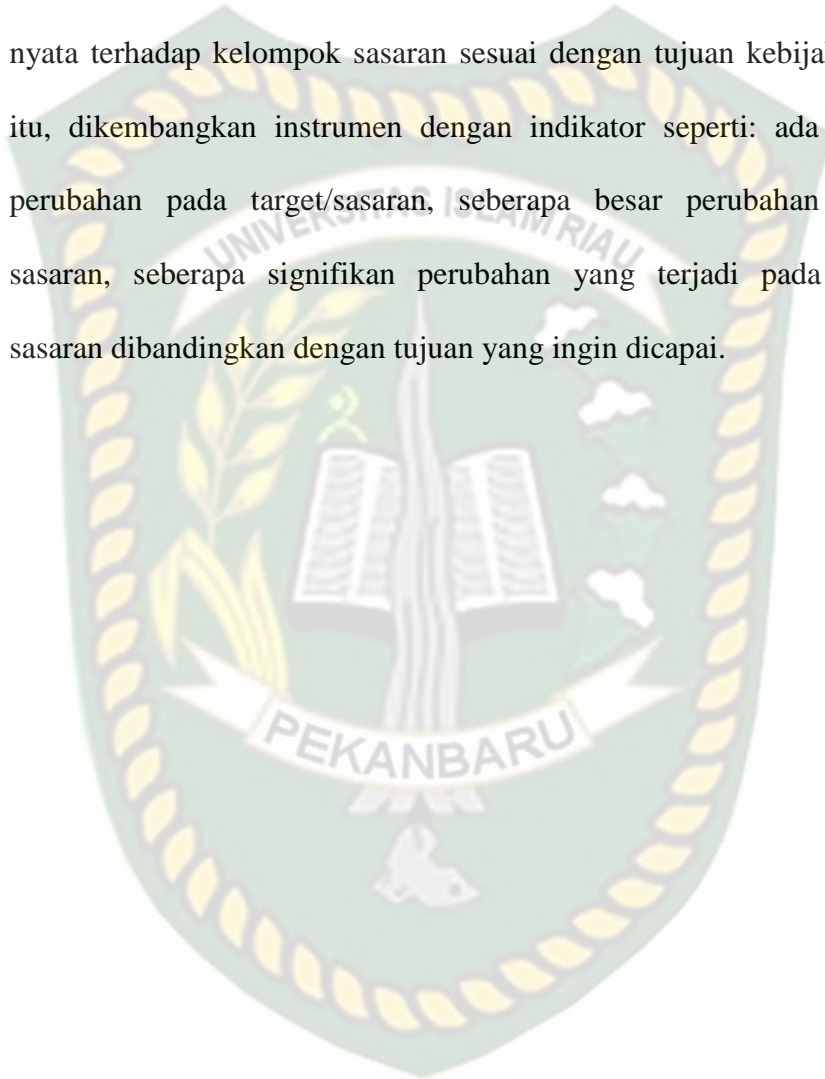 nyata terhadap kelompok sasaran sesuai dengan tujuan kebija
itu, dikembangkan instrumen dengan indikator seperti: ada
perubahan pada target/sasaran, seberapa besar perubahan
sasaran, seberapa signifikan perubahan yang terjadi pada
sasaran dibandingkan dengan tujuan yang ingin dicapai.
UNIVERSITAS ISLAM RIAU
PEKANBARU